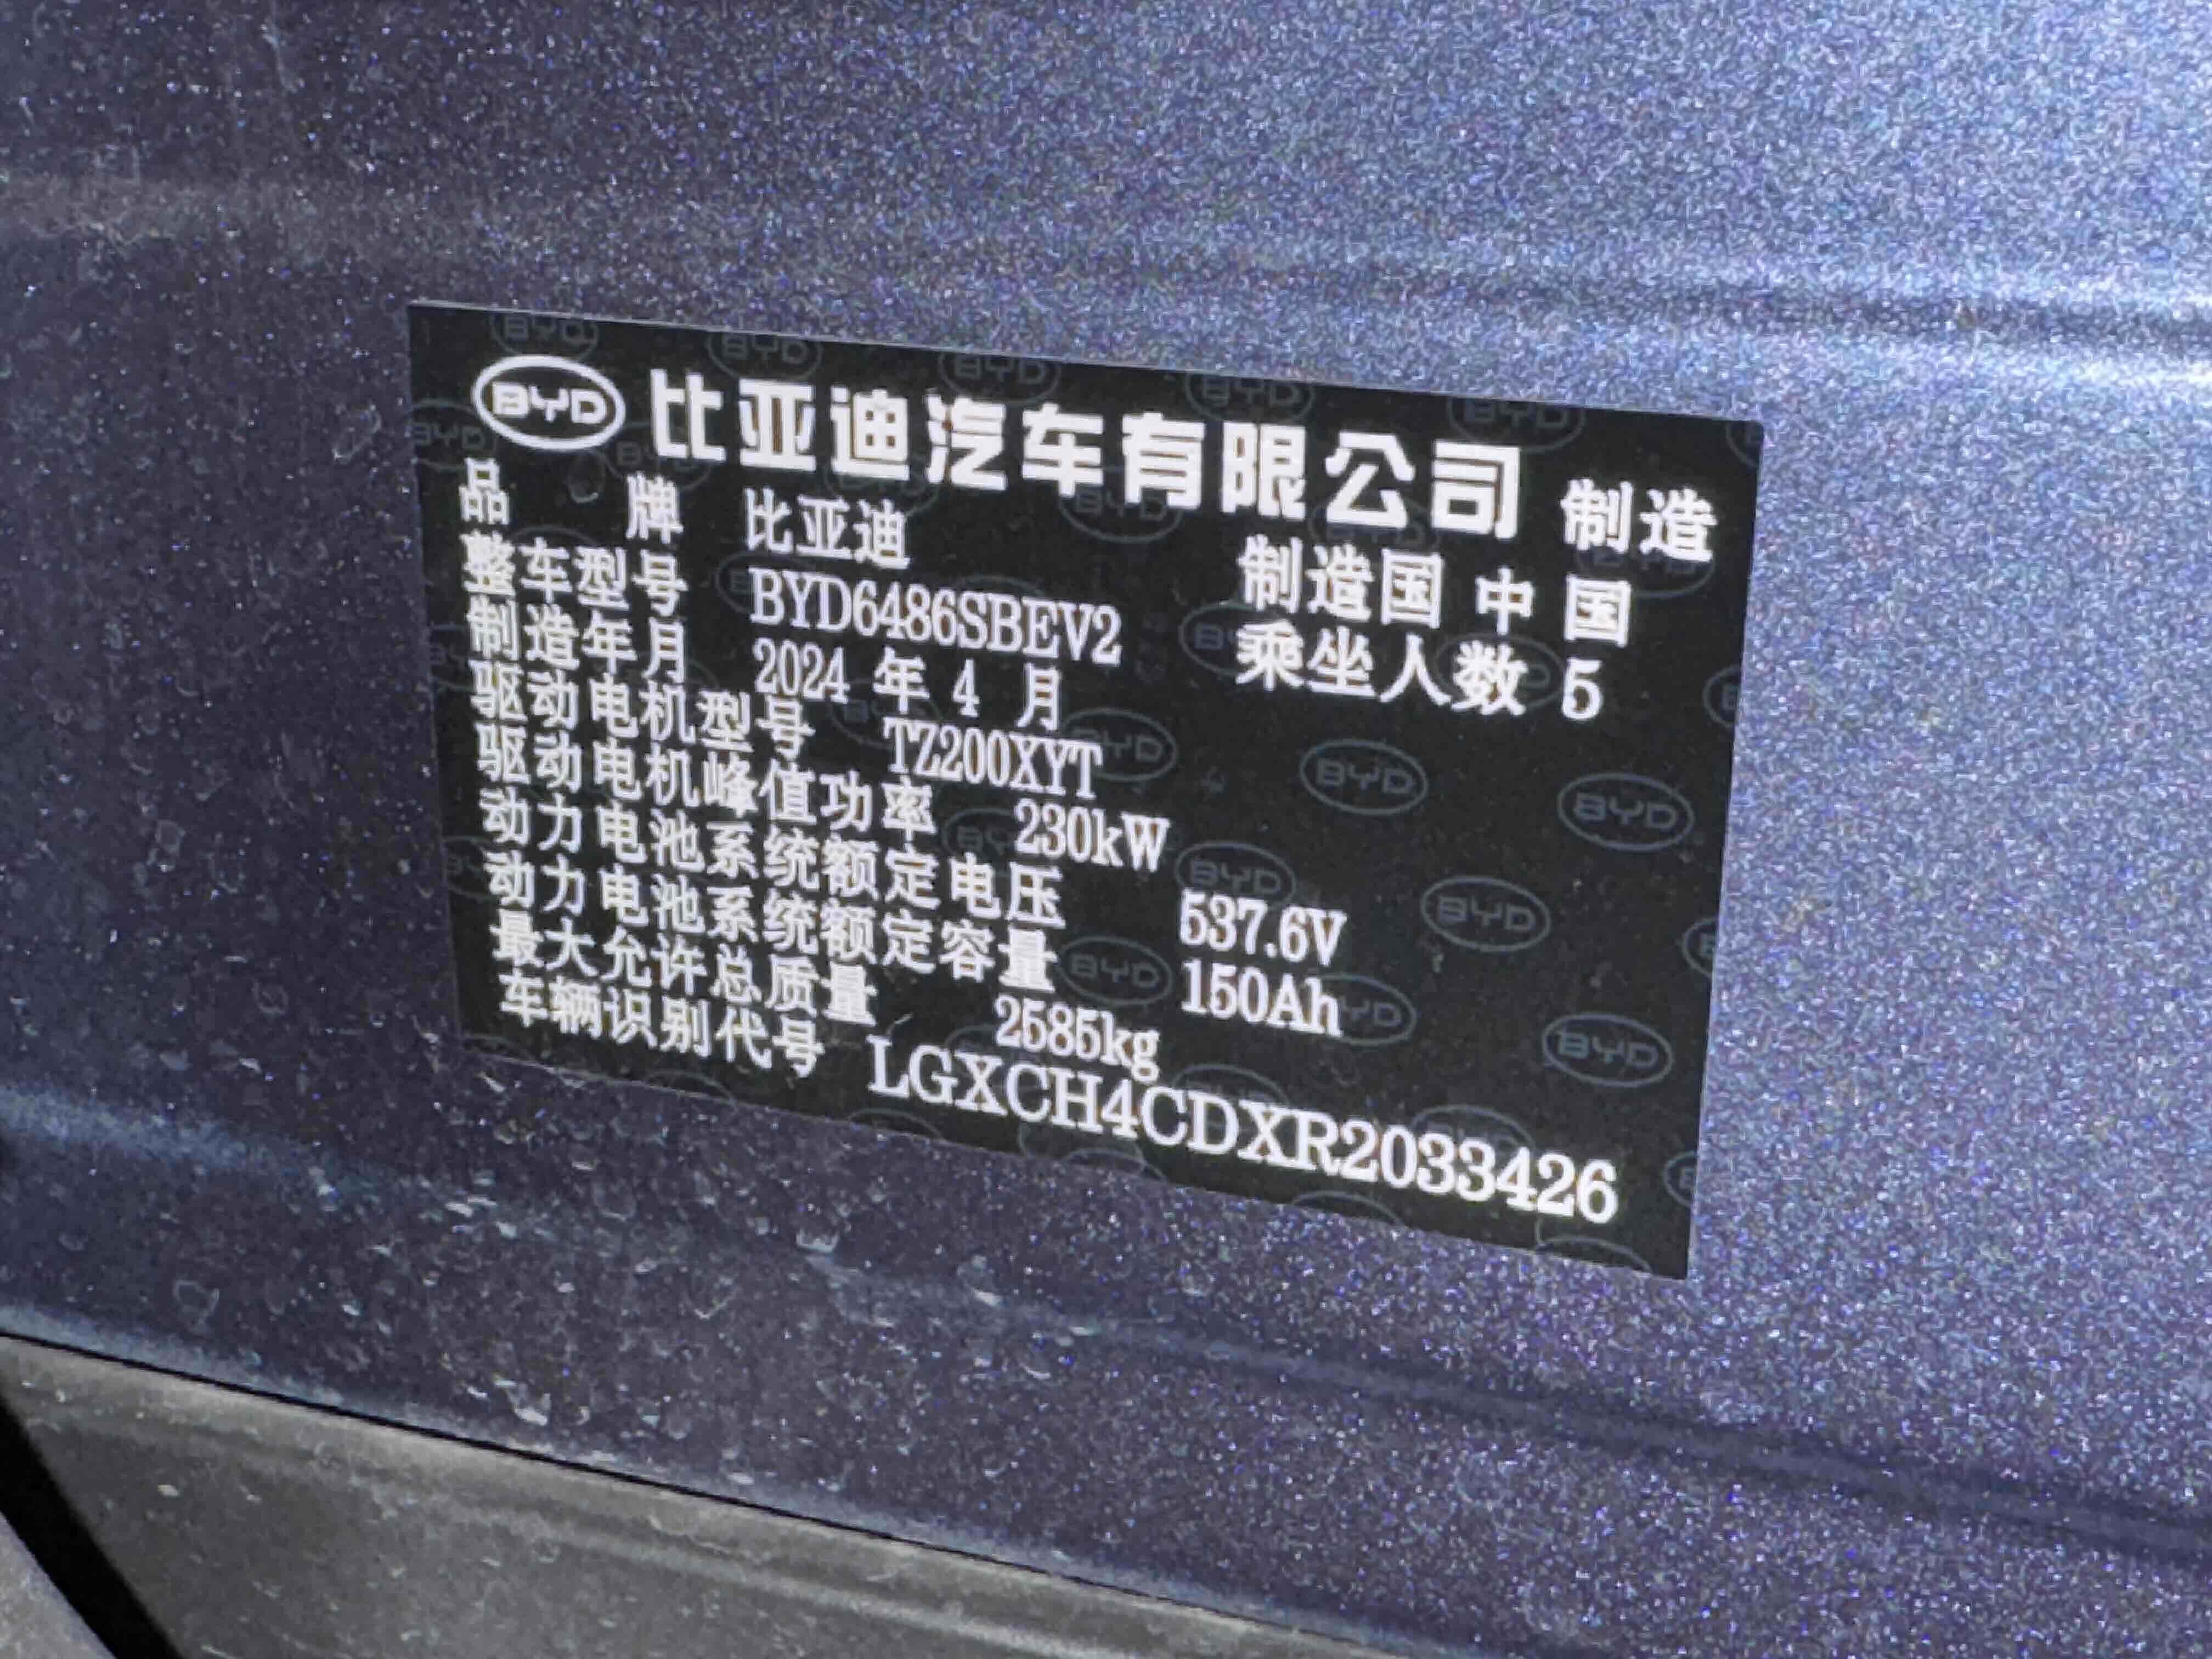 BYD 比亚迪汽车有限公司 制造
品 牌 比亚迪 制造国 中国
整车型号 BYD6486SBEV2 乘坐人数 5
制造年月 2024 年 4 月
驱动电机型号 TZ200XYT
驱动电机峰值功率 230kW
动力电池系统额定电压 537.6V
动力电池系统额定容量 150Ah
最大允许总质量 2585kg
车辆识别代号 LGXCH4CDXR2033426